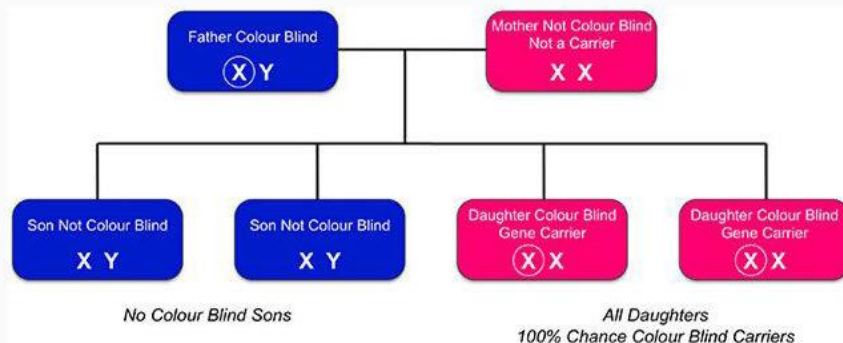 Father Colour Blind
X Y
Mother Not Colour Blind
Not a Carrier
X X
Son Not Colour Blind
X Y
Son Not Colour Blind
X Y
Daughter Colour Blind
Gene Carrier
X X
Daughter Colour Blind
Gene Carrier
X X
No Colour Blind Sons
All Daughters
100% Chance Colour Blind Carriers